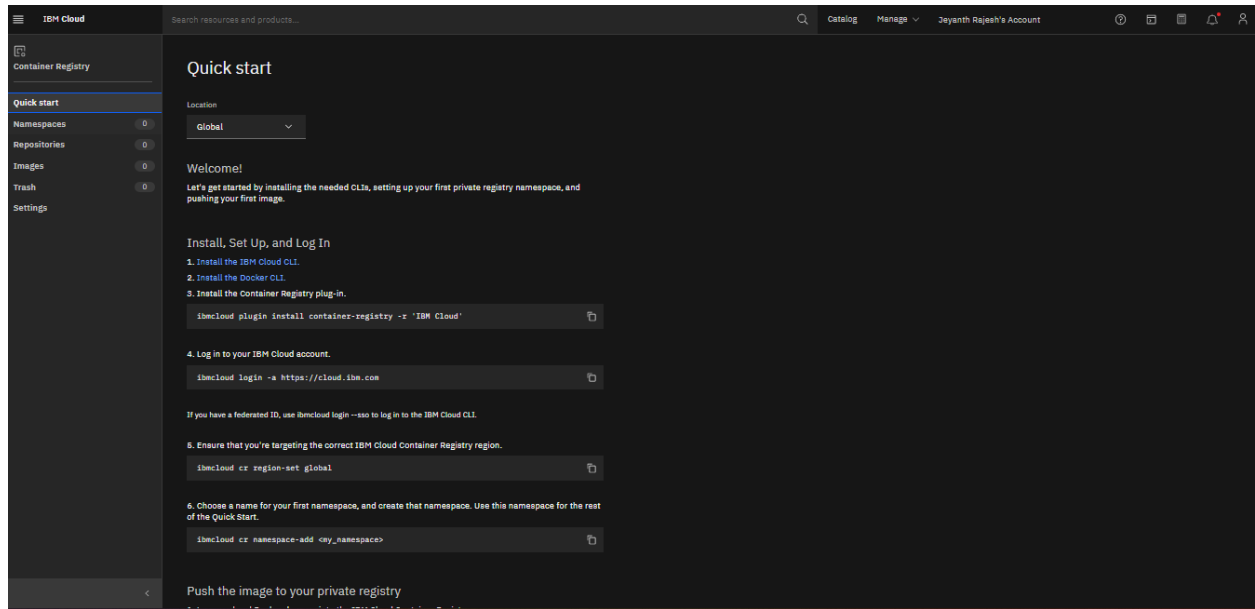 IBM Cloud
Search resources and products...
Catalog
Manage
Jeyanth Rajesh's Account
Container Registry
Quick start
Namespaces 0
Repositories 0
Images 0
Trash 0
Settings
Quick start
Location
Global
Welcome!
Let's get started by installing the needed CLIs, setting up your first private registry namespace, and
pushing your first image.
Install, Set Up, and Log In
1. Install the IBM Cloud CLI.
2. Install the Docker CLI.
3. Install the Container Registry plug-in.
ibmcloud plugin install container-registry -r 'IBM Cloud'
4. Log in to your IBM Cloud account.
ibmcloud login -a https://cloud.ibm.com
If you have a federated ID, use ibmcloud login --sso to log in to the IBM Cloud CLI.
5. Ensure that you're targeting the correct IBM Cloud Container Registry region.
ibmcloud cr region-set global
6. Choose a name for your first namespace, and create that namespace. Use this namespace for the rest
of the Quick Start.
ibmcloud cr namespace-add <my_namespace>
Push the image to your private registry